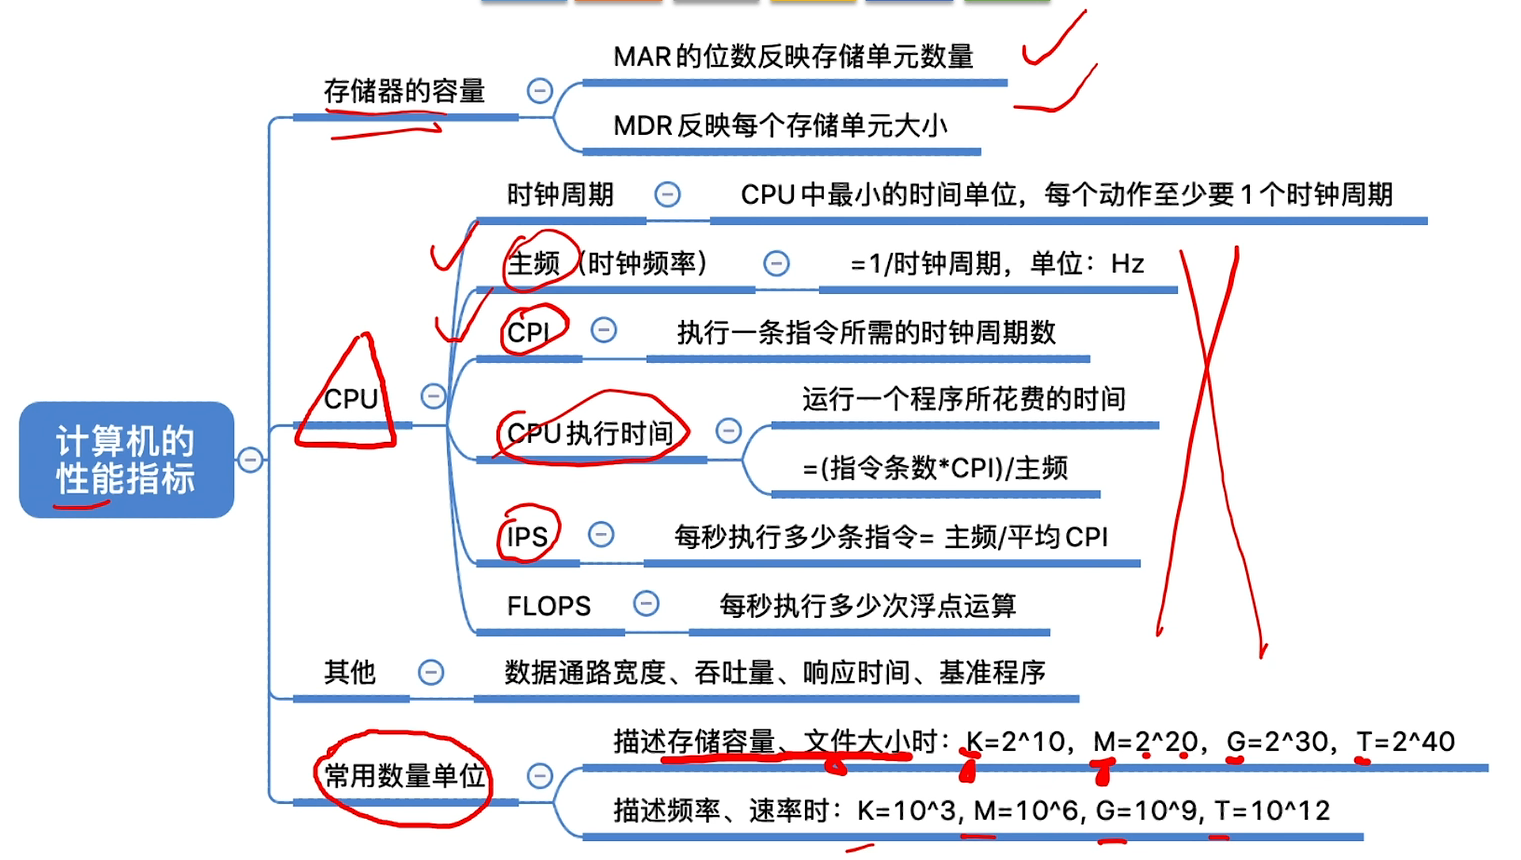 计算机的
性能指标
存储器的容量
MAR的位数反映存储单元数量
MDR反映每个存储单元大小
CPU
时钟周期
CPU中最小的时间单位，每个动作至少要1个时钟周期
主频（时钟频率）
=1/时钟周期，单位：Hz
CPI
执行一条指令所需的时钟周期数
CPU执行时间
运行一个程序所花费的时间
=(指令条数*CPI)/主频
IPS
每秒执行多少条指令= 主频/平均CPI
FLOPS
每秒执行多少次浮点运算
其他
数据通路宽度、吞吐量、响应时间、基准程序
常用数量单位
描述存储容量、文件大小时：K=2^10，M=2^20，G=2^30，T=2^40
描述频率、速率时：K=10^3, M=10^6, G=10^9, T=10^12